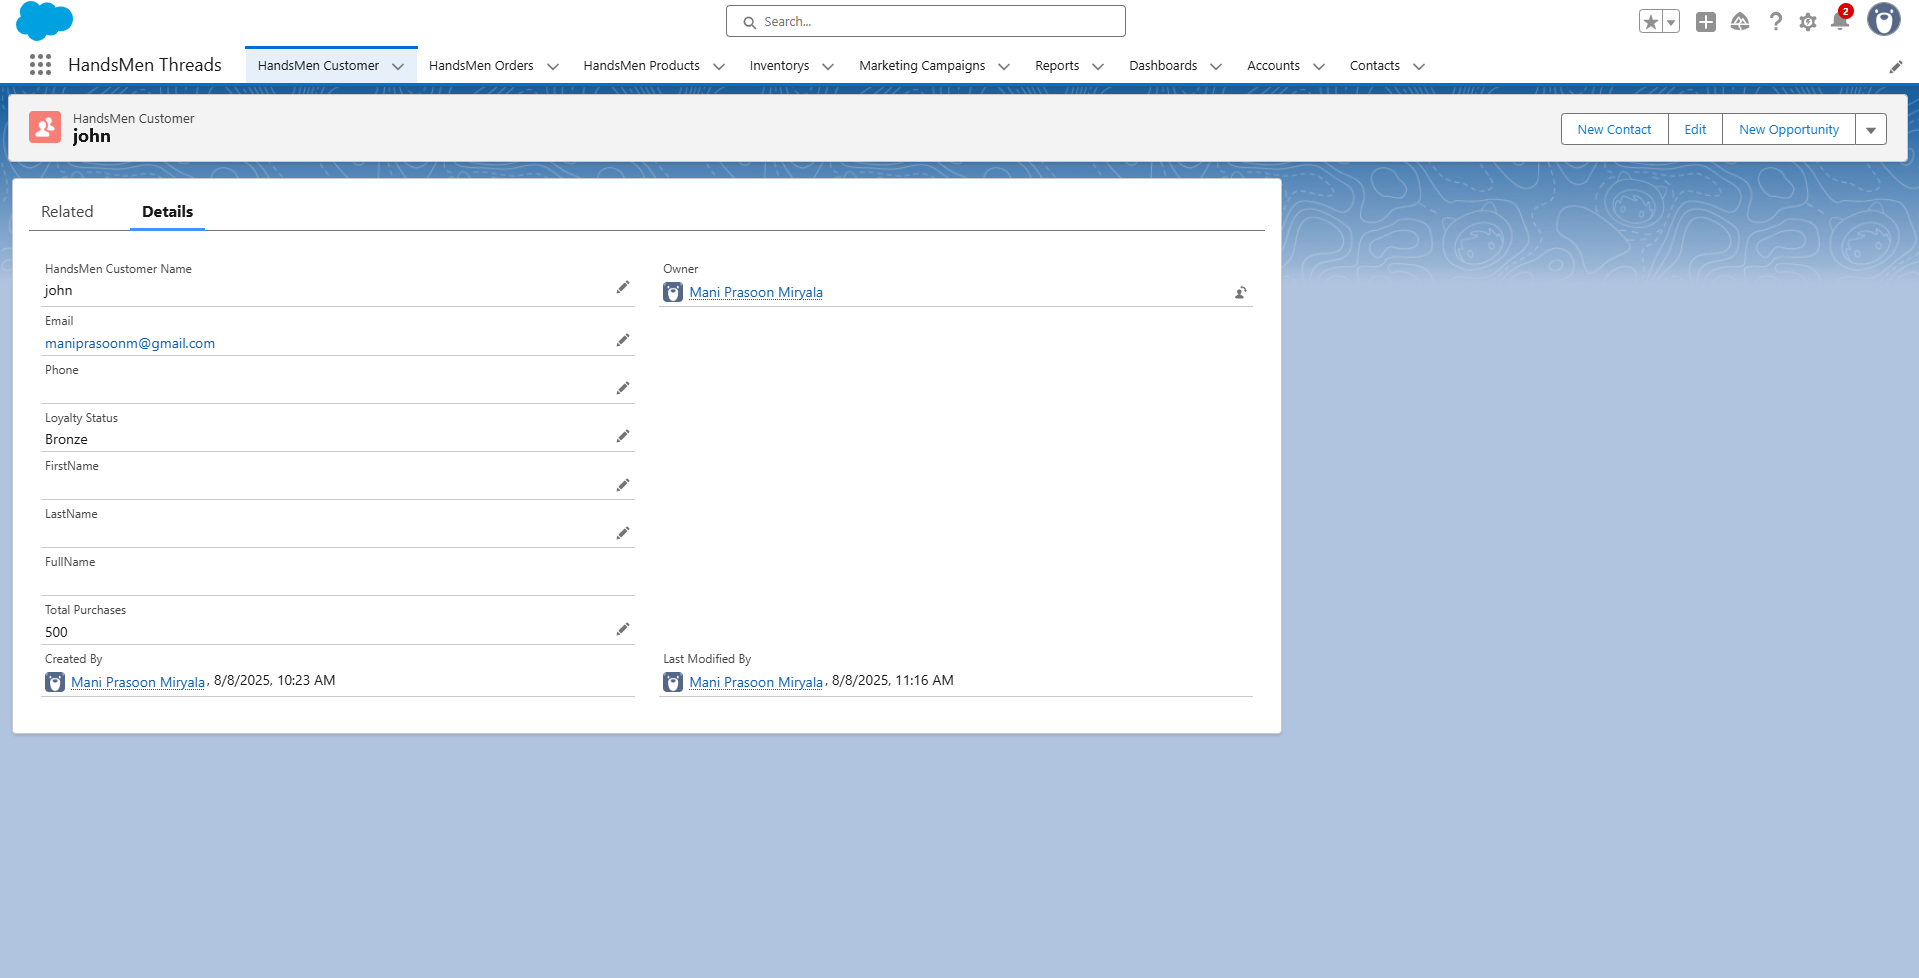 Search...
2
HandsMen Threads
HandsMen Customer
HandsMen Orders
HandsMen Products
Inventorys
Marketing Campaigns
Reports
Dashboards
Accounts
Contacts
HandsMen Customer
john
New Contact
Edit
New Opportunity
Related
Details
HandsMen Customer Name
john
Owner
Mani Prasoon Miryala
Email
maniprasoonm@gmail.com
Phone
Loyalty Status
Bronze
FirstName
LastName
FullName
Total Purchases
500
Created By
Mani Prasoon Miryala, 8/8/2025, 10:23 AM
Last Modified By
Mani Prasoon Miryala, 8/8/2025, 11:16 AM